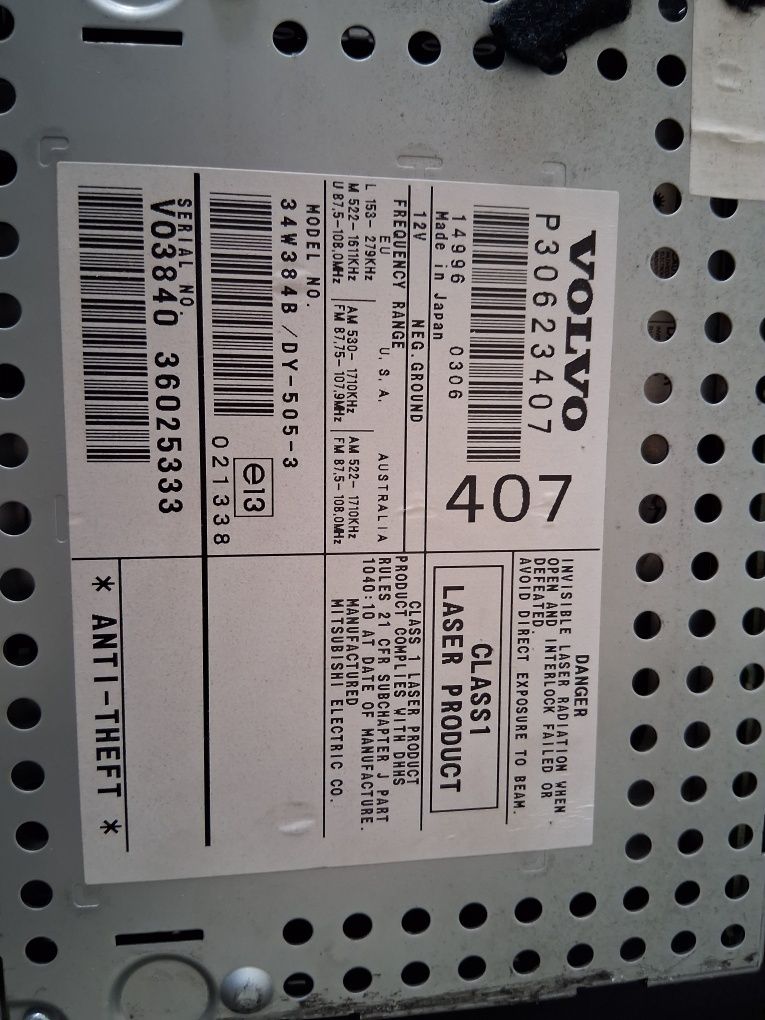 VOLVO
P30623407
407
14996 0306
Made in Japan
12V NEG.GROUND
FREQUENCY RANGE
EU U.S.A. AUSTRALIA
L 153- 279KHz AM 530- 1710KHz AM 522- 1710KHz
M 522- 1611KHz FM 87.75- 107.9MHz FM 87.5- 108.0MHz
U 87.5-108.0MHz
MODEL NO.
34W384B/DY-505-3
e13
021338
SERIAL NO.
V03840 36025333
DANGER
INVISIBLE LASER RADIATION WHEN
OPEN AND INTERLOCK FAILED OR
DEFEATED.
AVOID DIRECT EXPOSURE TO BEAM.
CLASS1
LASER PRODUCT
CLASS 1 LASER PRODUCT
PRODUCT COMPLIES WITH DHHS
RULES 21 CFR SUBCHAPTER J PART
1040:10 AT DATE OF MANUFACTURE.
MANUFACTURED
MITSUBISHI ELECTRIC CO.
* ANTI-THEFT *